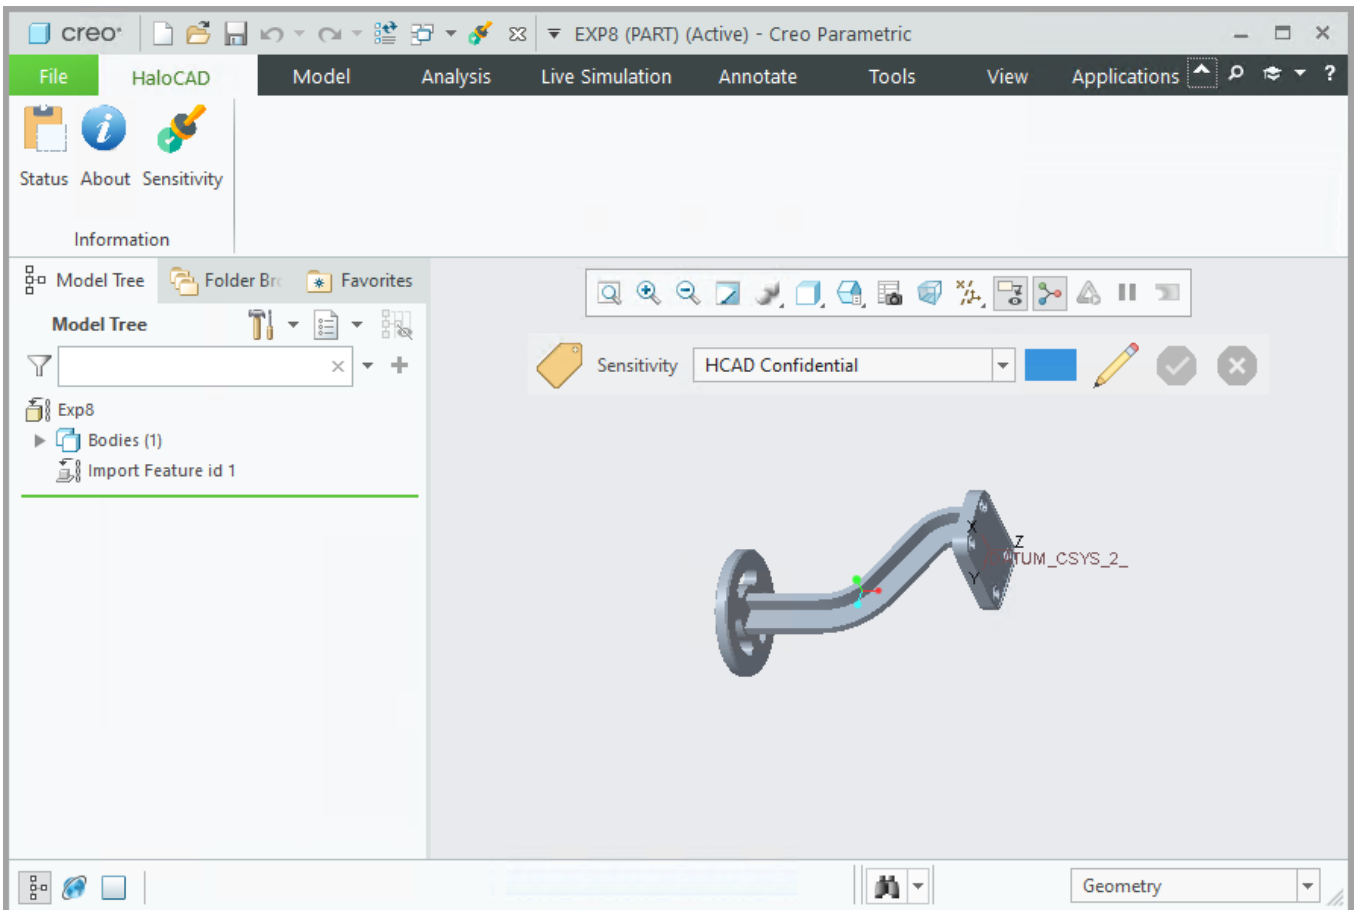 creo
EXP8 (PART) (Active) - Creo Parametric
File HaloCAD Model Analysis Live Simulation Annotate Tools View Applications ?
Status About Sensitivity
Information
Model Tree Folder Br Favorites
Model Tree
Sensitivity HCAD Confidential
Exp8
Bodies (1)
Import Feature id 1
X
Z
TUM_CSYS_2_
Y
Geometry